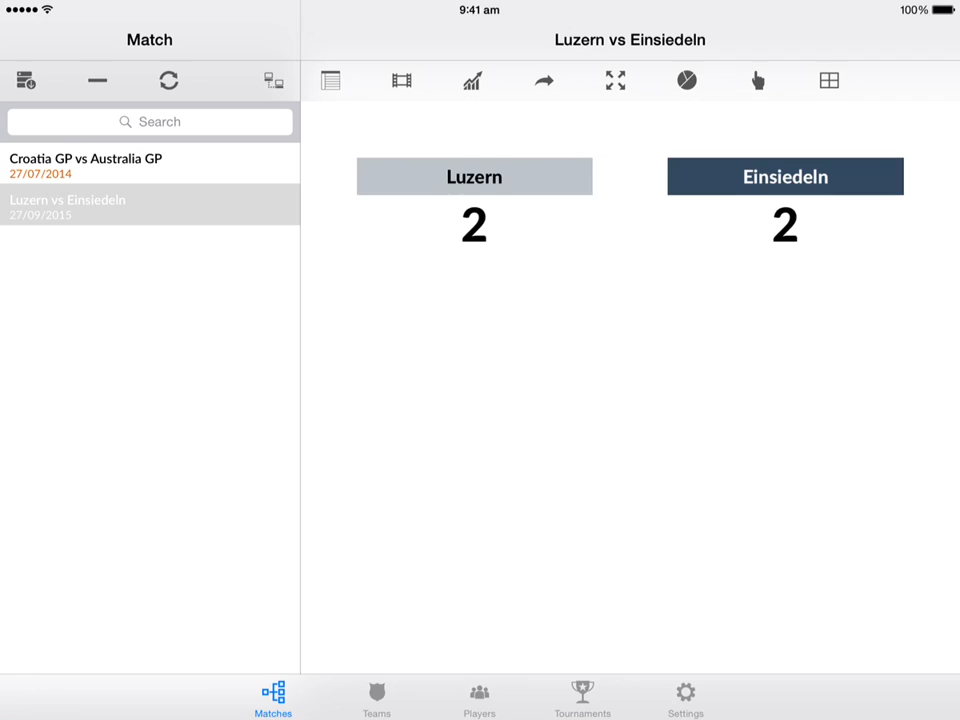 9:41 am
100%
Match
Luzern vs Einsiedeln
Search
Croatia GP vs Australia GP
27/07/2014
Luzern vs Einsiedeln
27/09/2015
Luzern
Einsiedeln
2
2
Matches
Teams
Players
Tournaments
Settings